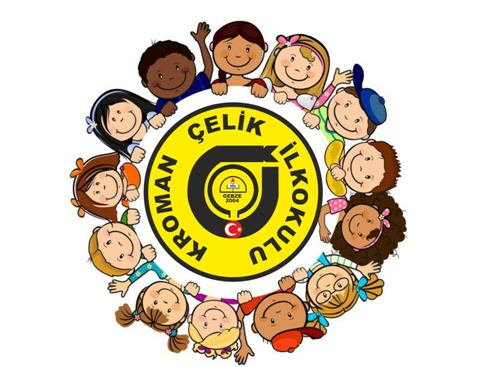 KROMAN ÇELİK İLKOKULU
GEBZE
2004